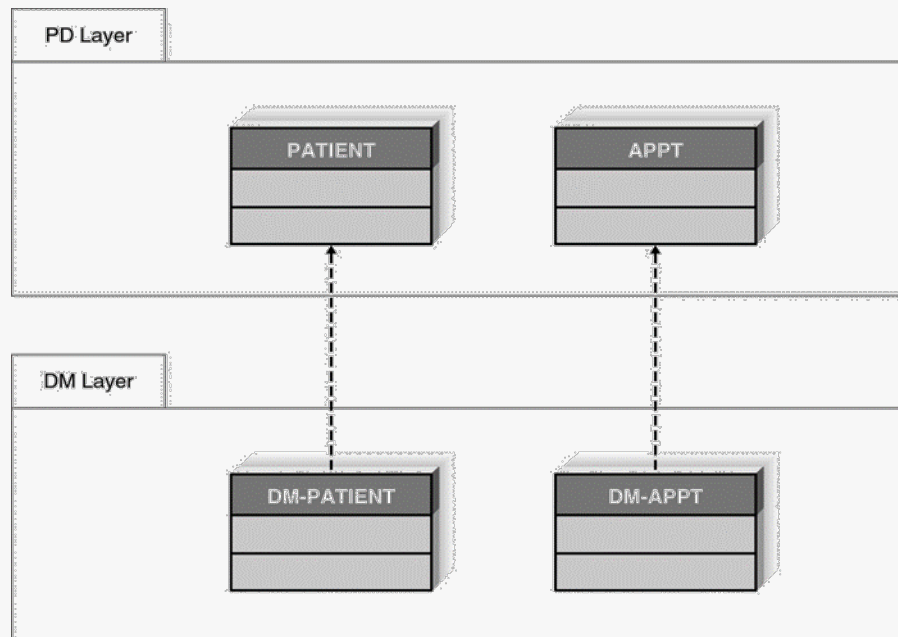 PD Layer
PATIENT
APPT
DM Layer
DM-PATIENT
DM-APPT